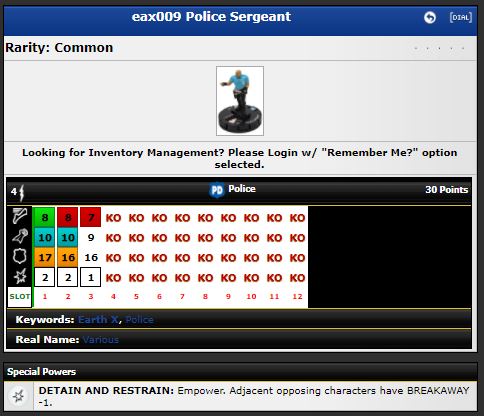 eax009 Police Sergeant
[DIAL]
Rarity: Common
Looking for Inventory Management? Please Login w/ "Remember Me?" option
selected.
4 PD Police 30 Points
8 8 7 KO KO KO KO KO KO KO KO KO
10 10 9 KO KO KO KO KO KO KO KO KO
17 16 16 KO KO KO KO KO KO KO KO KO
2 2 1 KO KO KO KO KO KO KO KO KO
SLOT 1 2 3 4 5 6 7 8 9 10 11 12
Keywords: Earth X, Police
Real Name: Various
Special Powers
DETAIN AND RESTRAIN: Empower. Adjacent opposing characters have BREAKAWAY
-1.